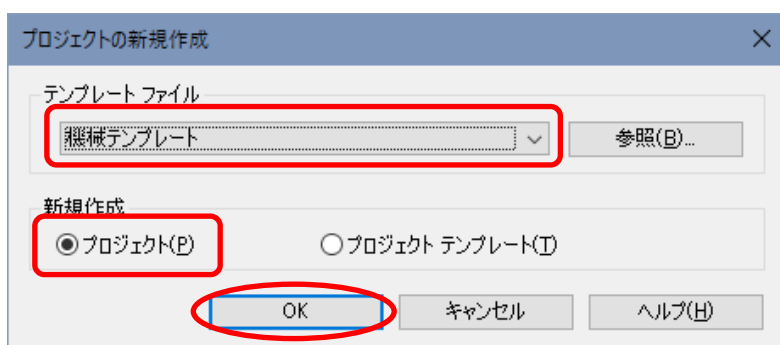 プロジェクトの新規作成
テンプレート ファイル
機械テンプレート
参照(B)...
新規作成
プロジェクト(P)
プロジェクト テンプレート(T)
OK
キャンセル
ヘルプ(H)